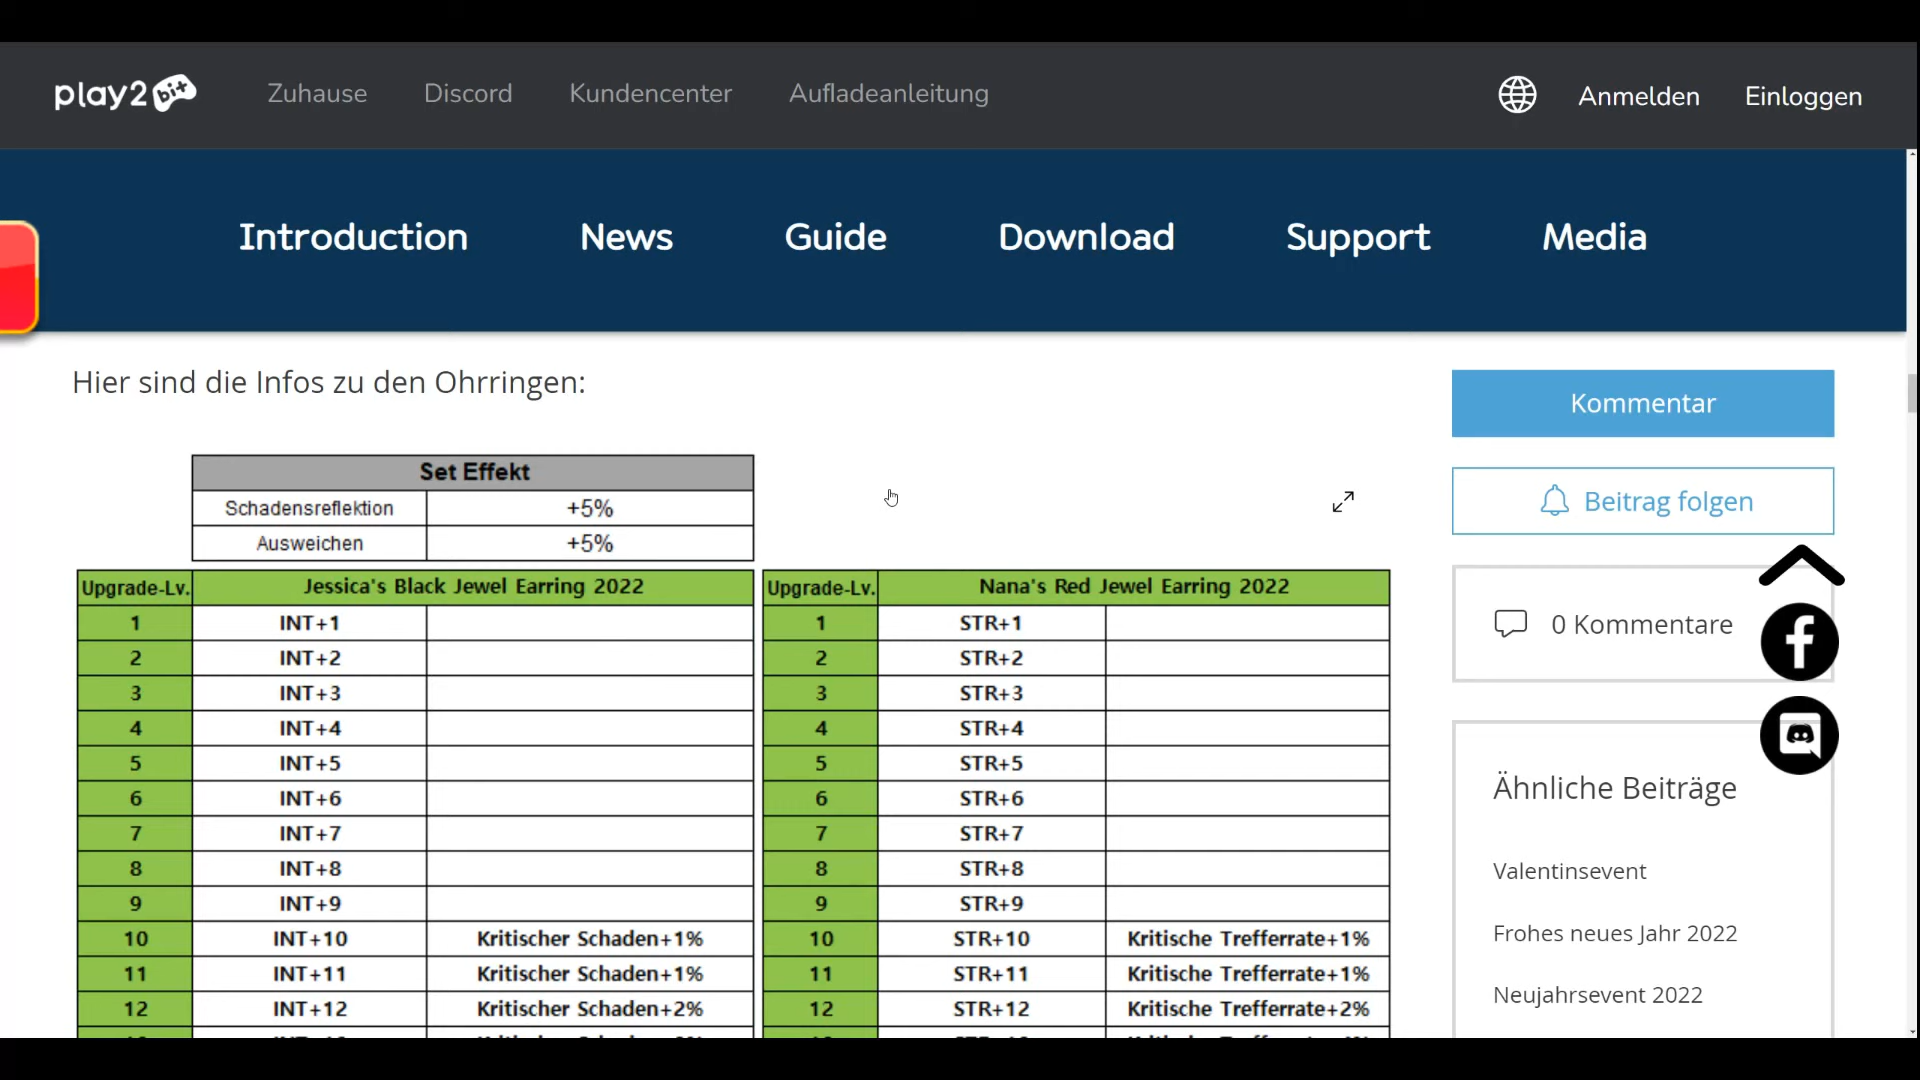 play2bit Zuhause Discord Kundencenter Aufladeanleitung Anmelden Einloggen
Introduction News Guide Download Support Media
Hier sind die Infos zu den Ohrringen:
Set Effekt
Schadensreflektion +5%
Ausweichen +5%
Upgrade-Lv. Jessica's Black Jewel Earring 2022 Upgrade-Lv. Nana's Red Jewel Earring 2022
1 INT+1 1 STR+1
2 INT+2 2 STR+2
3 INT+3 3 STR+3
4 INT+4 4 STR+4
5 INT+5 5 STR+5
6 INT+6 6 STR+6
7 INT+7 7 STR+7
8 INT+8 8 STR+8
9 INT+9 9 STR+9
10 INT+10 Kritischer Schaden+1% 10 STR+10 Kritische Trefferrate+1%
11 INT+11 Kritischer Schaden+1% 11 STR+11 Kritische Trefferrate+1%
12 INT+12 Kritischer Schaden+2% 12 STR+12 Kritische Trefferrate+2%
Kommentar
Beitrag folgen
0 Kommentare
Ähnliche Beiträge
Valentinsevent
Frohes neues Jahr 2022
Neujahrsevent 2022